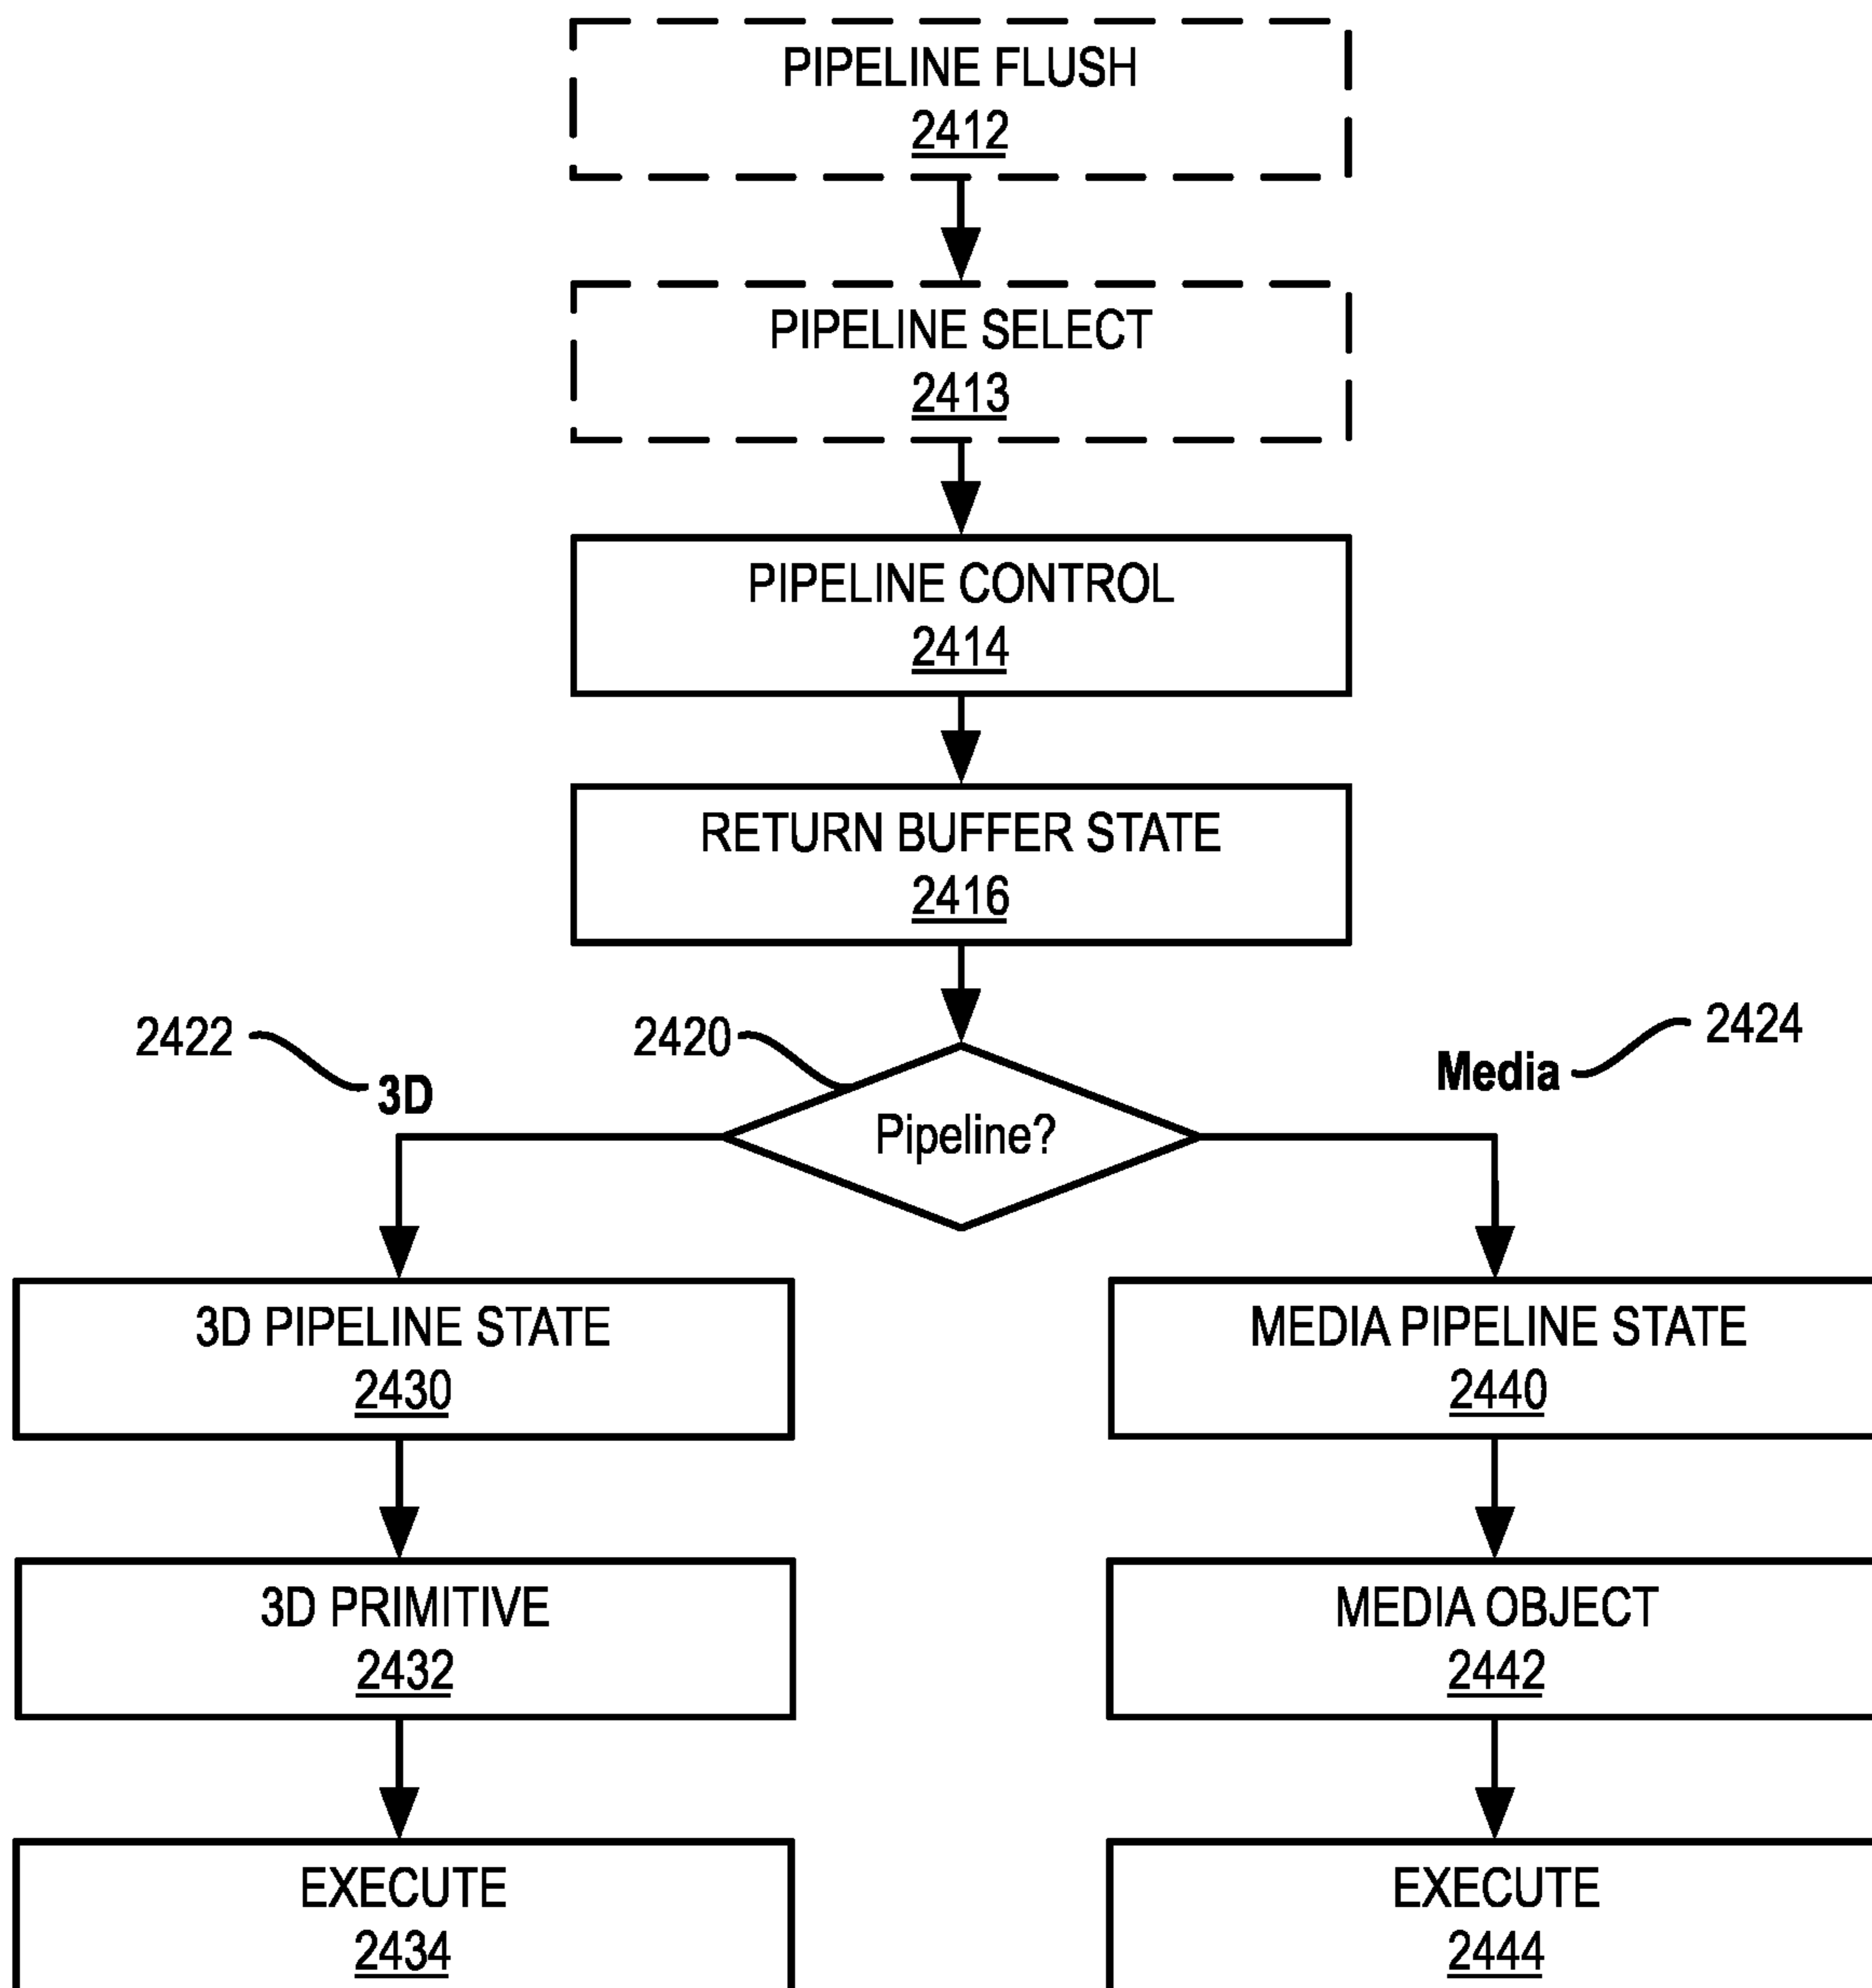 PIPELINE FLUSH
2412
PIPELINE SELECT
2413
PIPELINE CONTROL
2414
RETURN BUFFER STATE
2416
2422
3D
2420
Pipeline?
Media
2424
3D PIPELINE STATE
2430
MEDIA PIPELINE STATE
2440
3D PRIMITIVE
2432
MEDIA OBJECT
2442
EXECUTE
2434
EXECUTE
2444